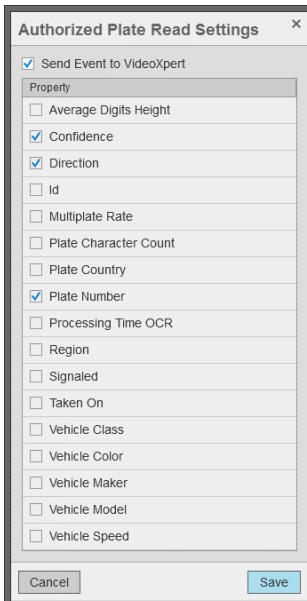 Authorized Plate Read Settings
Send Event to VideoXpert
Property
Average Digits Height
Confidence
Direction
Id
Multiplate Rate
Plate Character Count
Plate Country
Plate Number
Processing Time OCR
Region
Signaled
Taken On
Vehicle Class
Vehicle Color
Vehicle Maker
Vehicle Model
Vehicle Speed
Cancel Save